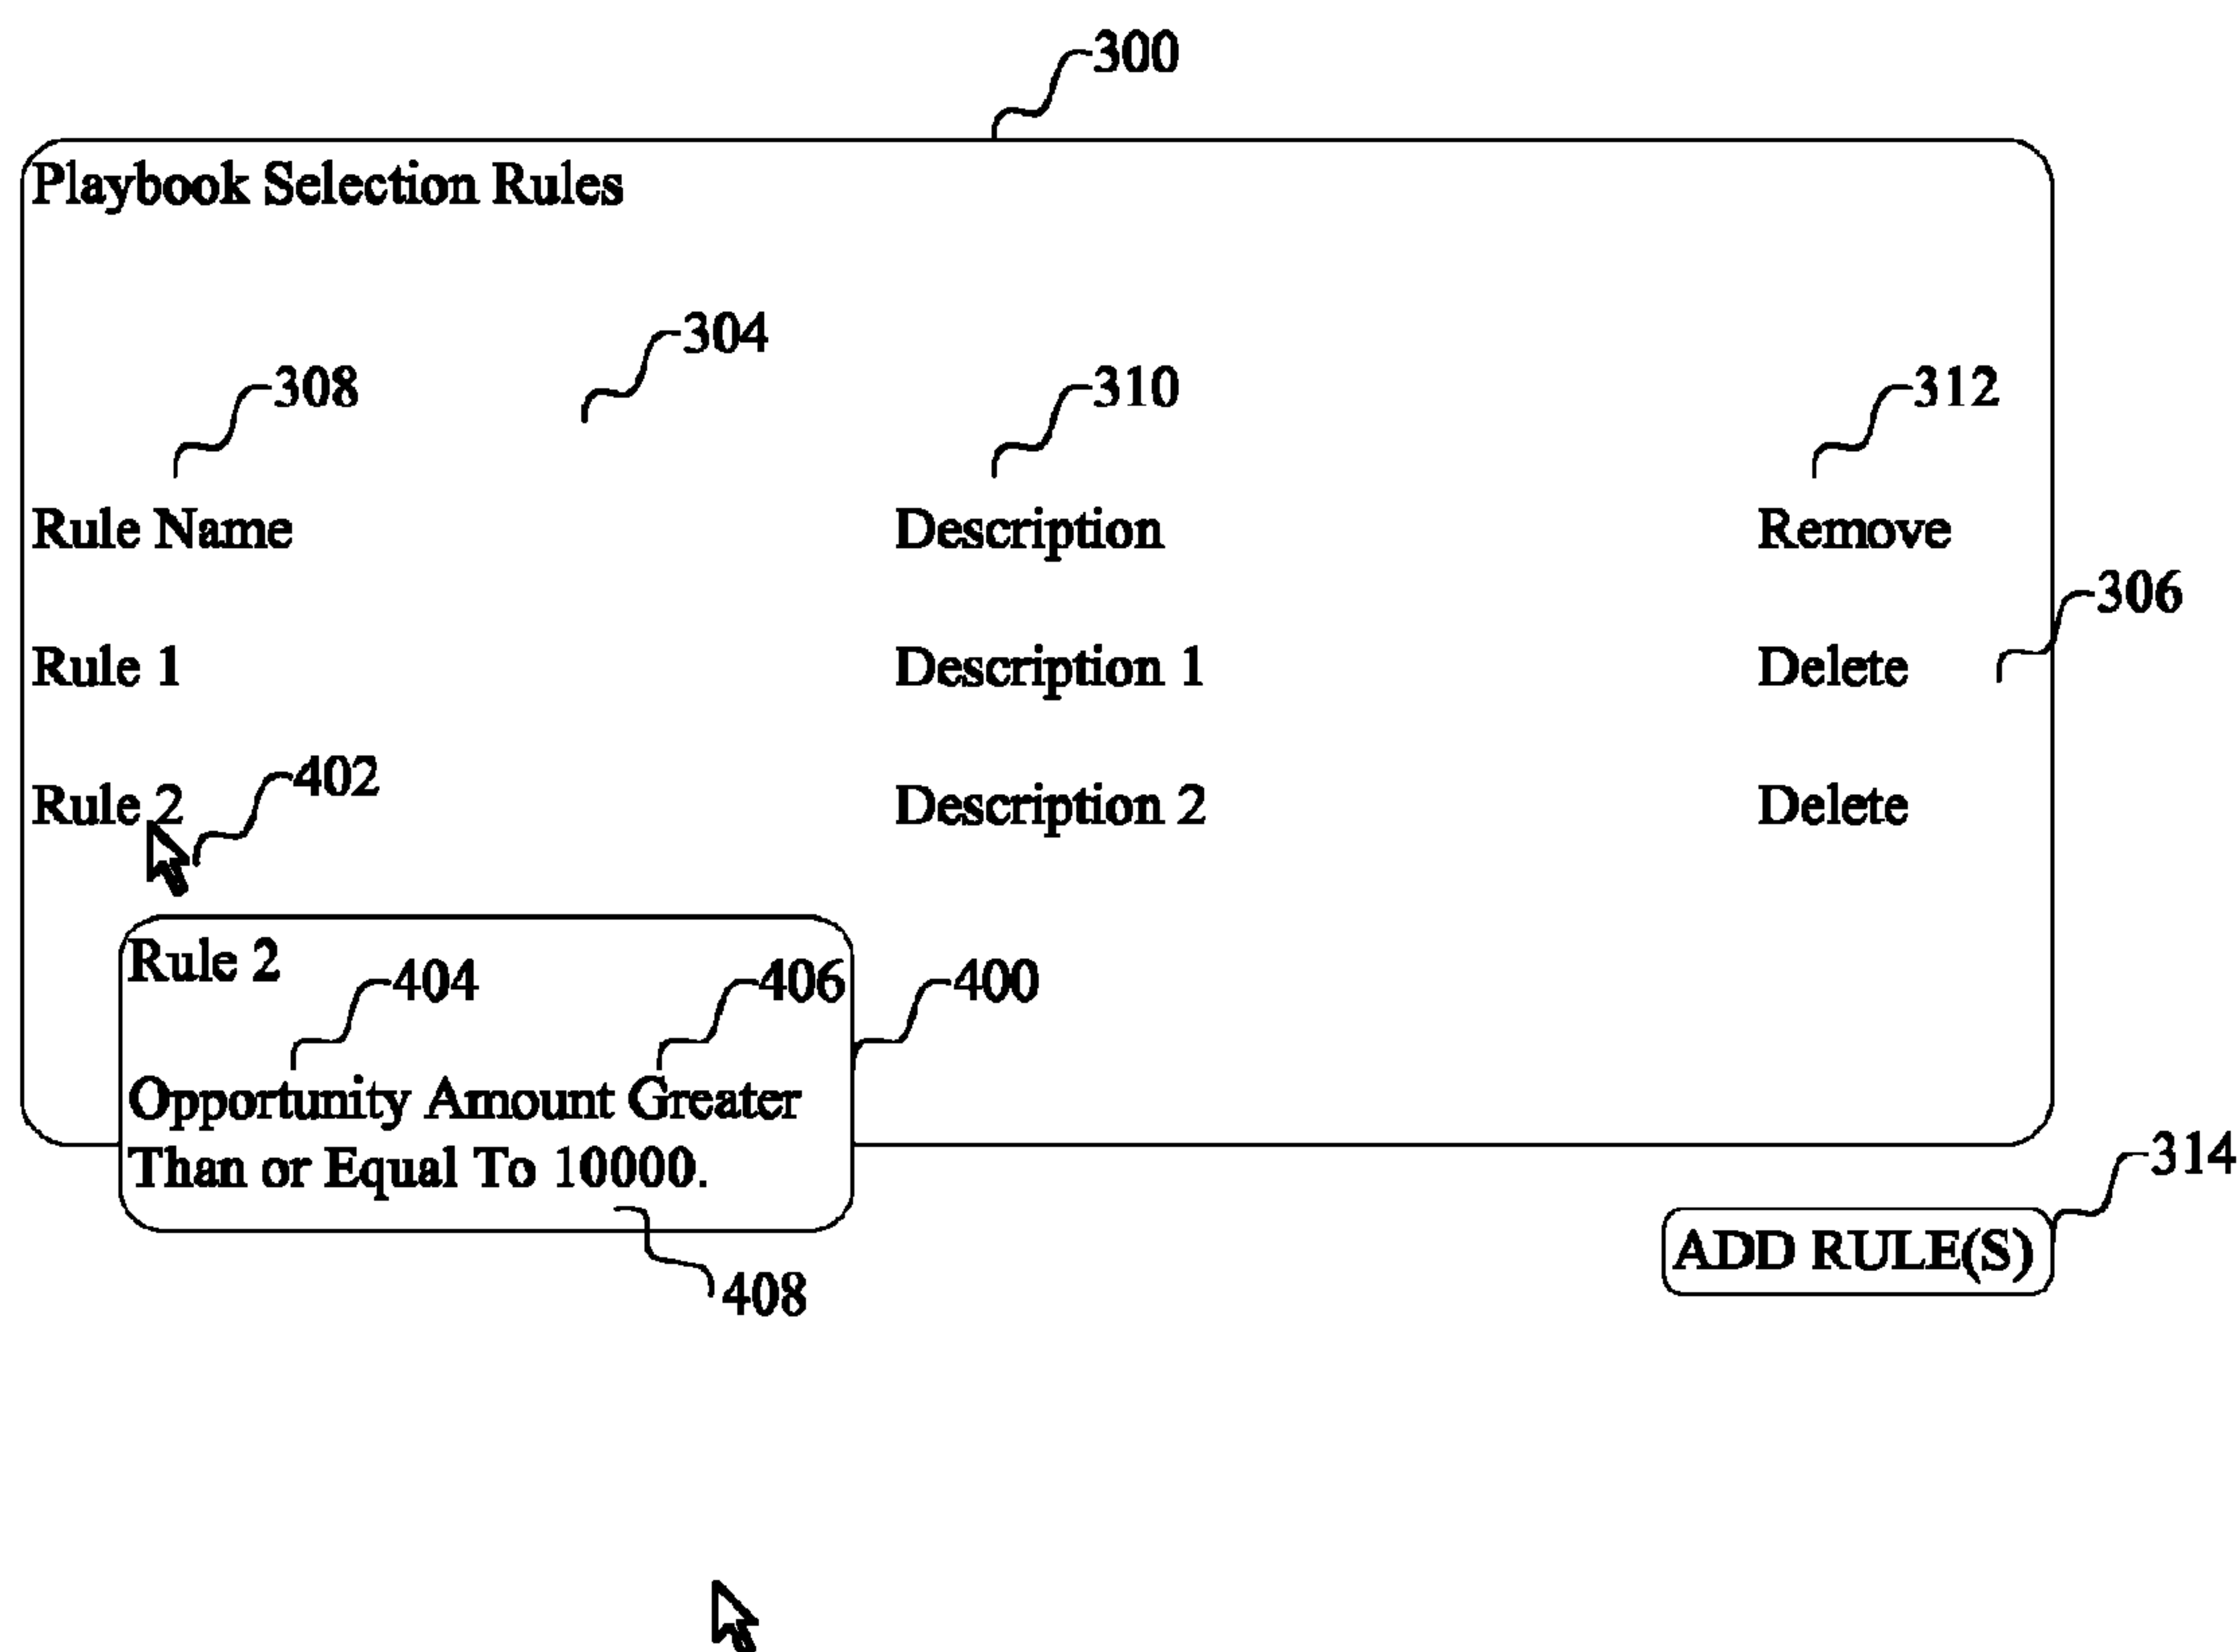 300
Playbook Selection Rules
304
308 310 312
Rule Name Description Remove
306
Rule 1 Description 1 Delete
402
Rule 2 Description 2 Delete
Rule 2
404 406 400
Opportunity Amount Greater
Than or Equal To 10000.
314
ADD RULE(S)
408